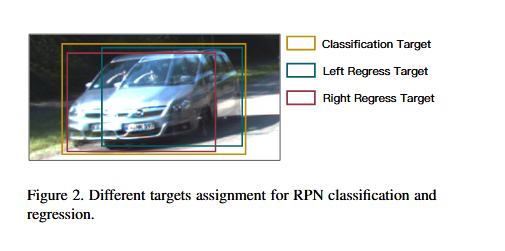 Classification Target
Left Regress Target
Right Regress Target
Figure 2. Different targets assignment for RPN classification and
regression.